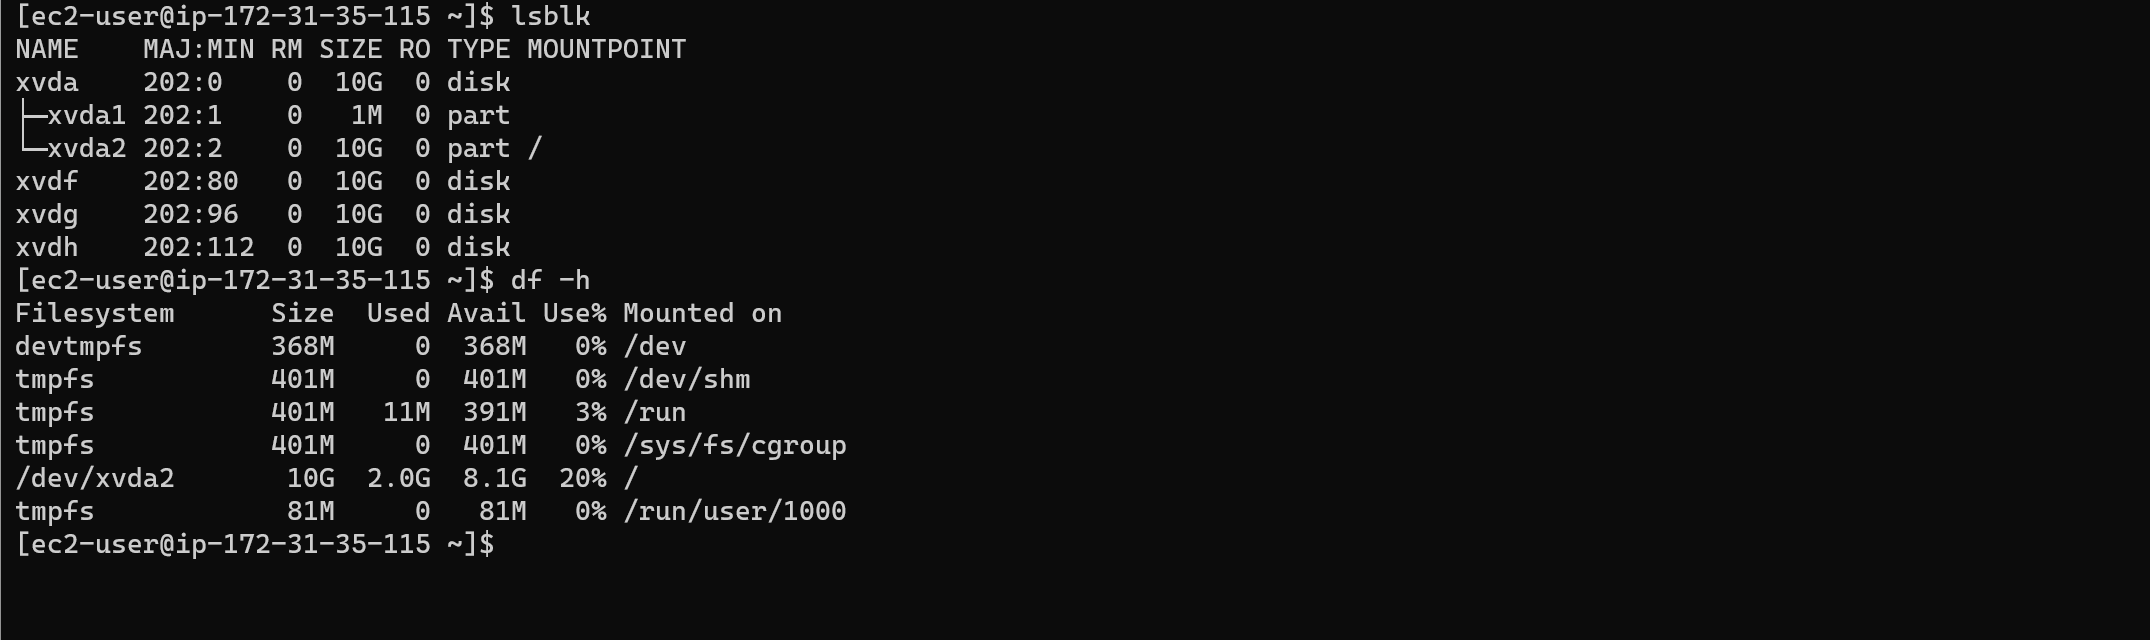 [ec2-user@ip-172-31-35-115 ~]$ lsblk
NAME    MAJ:MIN RM SIZE RO TYPE MOUNTPOINT
xvda    202:0    0  10G  0 disk
├─xvda1 202:1    0   1M  0 part
└─xvda2 202:2    0  10G  0 part /
xvdf    202:80   0  10G  0 disk
xvdg    202:96   0  10G  0 disk
xvdh    202:112  0  10G  0 disk
[ec2-user@ip-172-31-35-115 ~]$ df -h
Filesystem      Size  Used Avail Use% Mounted on
devtmpfs        368M     0  368M   0% /dev
tmpfs           401M     0  401M   0% /dev/shm
tmpfs           401M   11M  391M   3% /run
tmpfs           401M     0  401M   0% /sys/fs/cgroup
/dev/xvda2       10G  2.0G  8.1G  20% /
tmpfs            81M     0   81M   0% /run/user/1000
[ec2-user@ip-172-31-35-115 ~]$